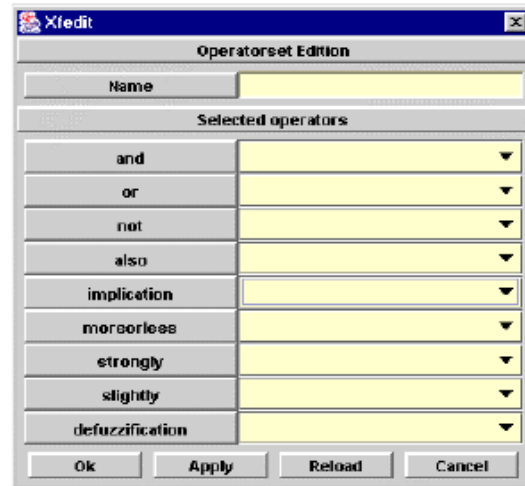 Xfedit
Operatorset Edition
Name
Selected operators
and
or
not
also
implication
moreorless
strongly
slightly
defuzzification
Ok Apply Reload Cancel